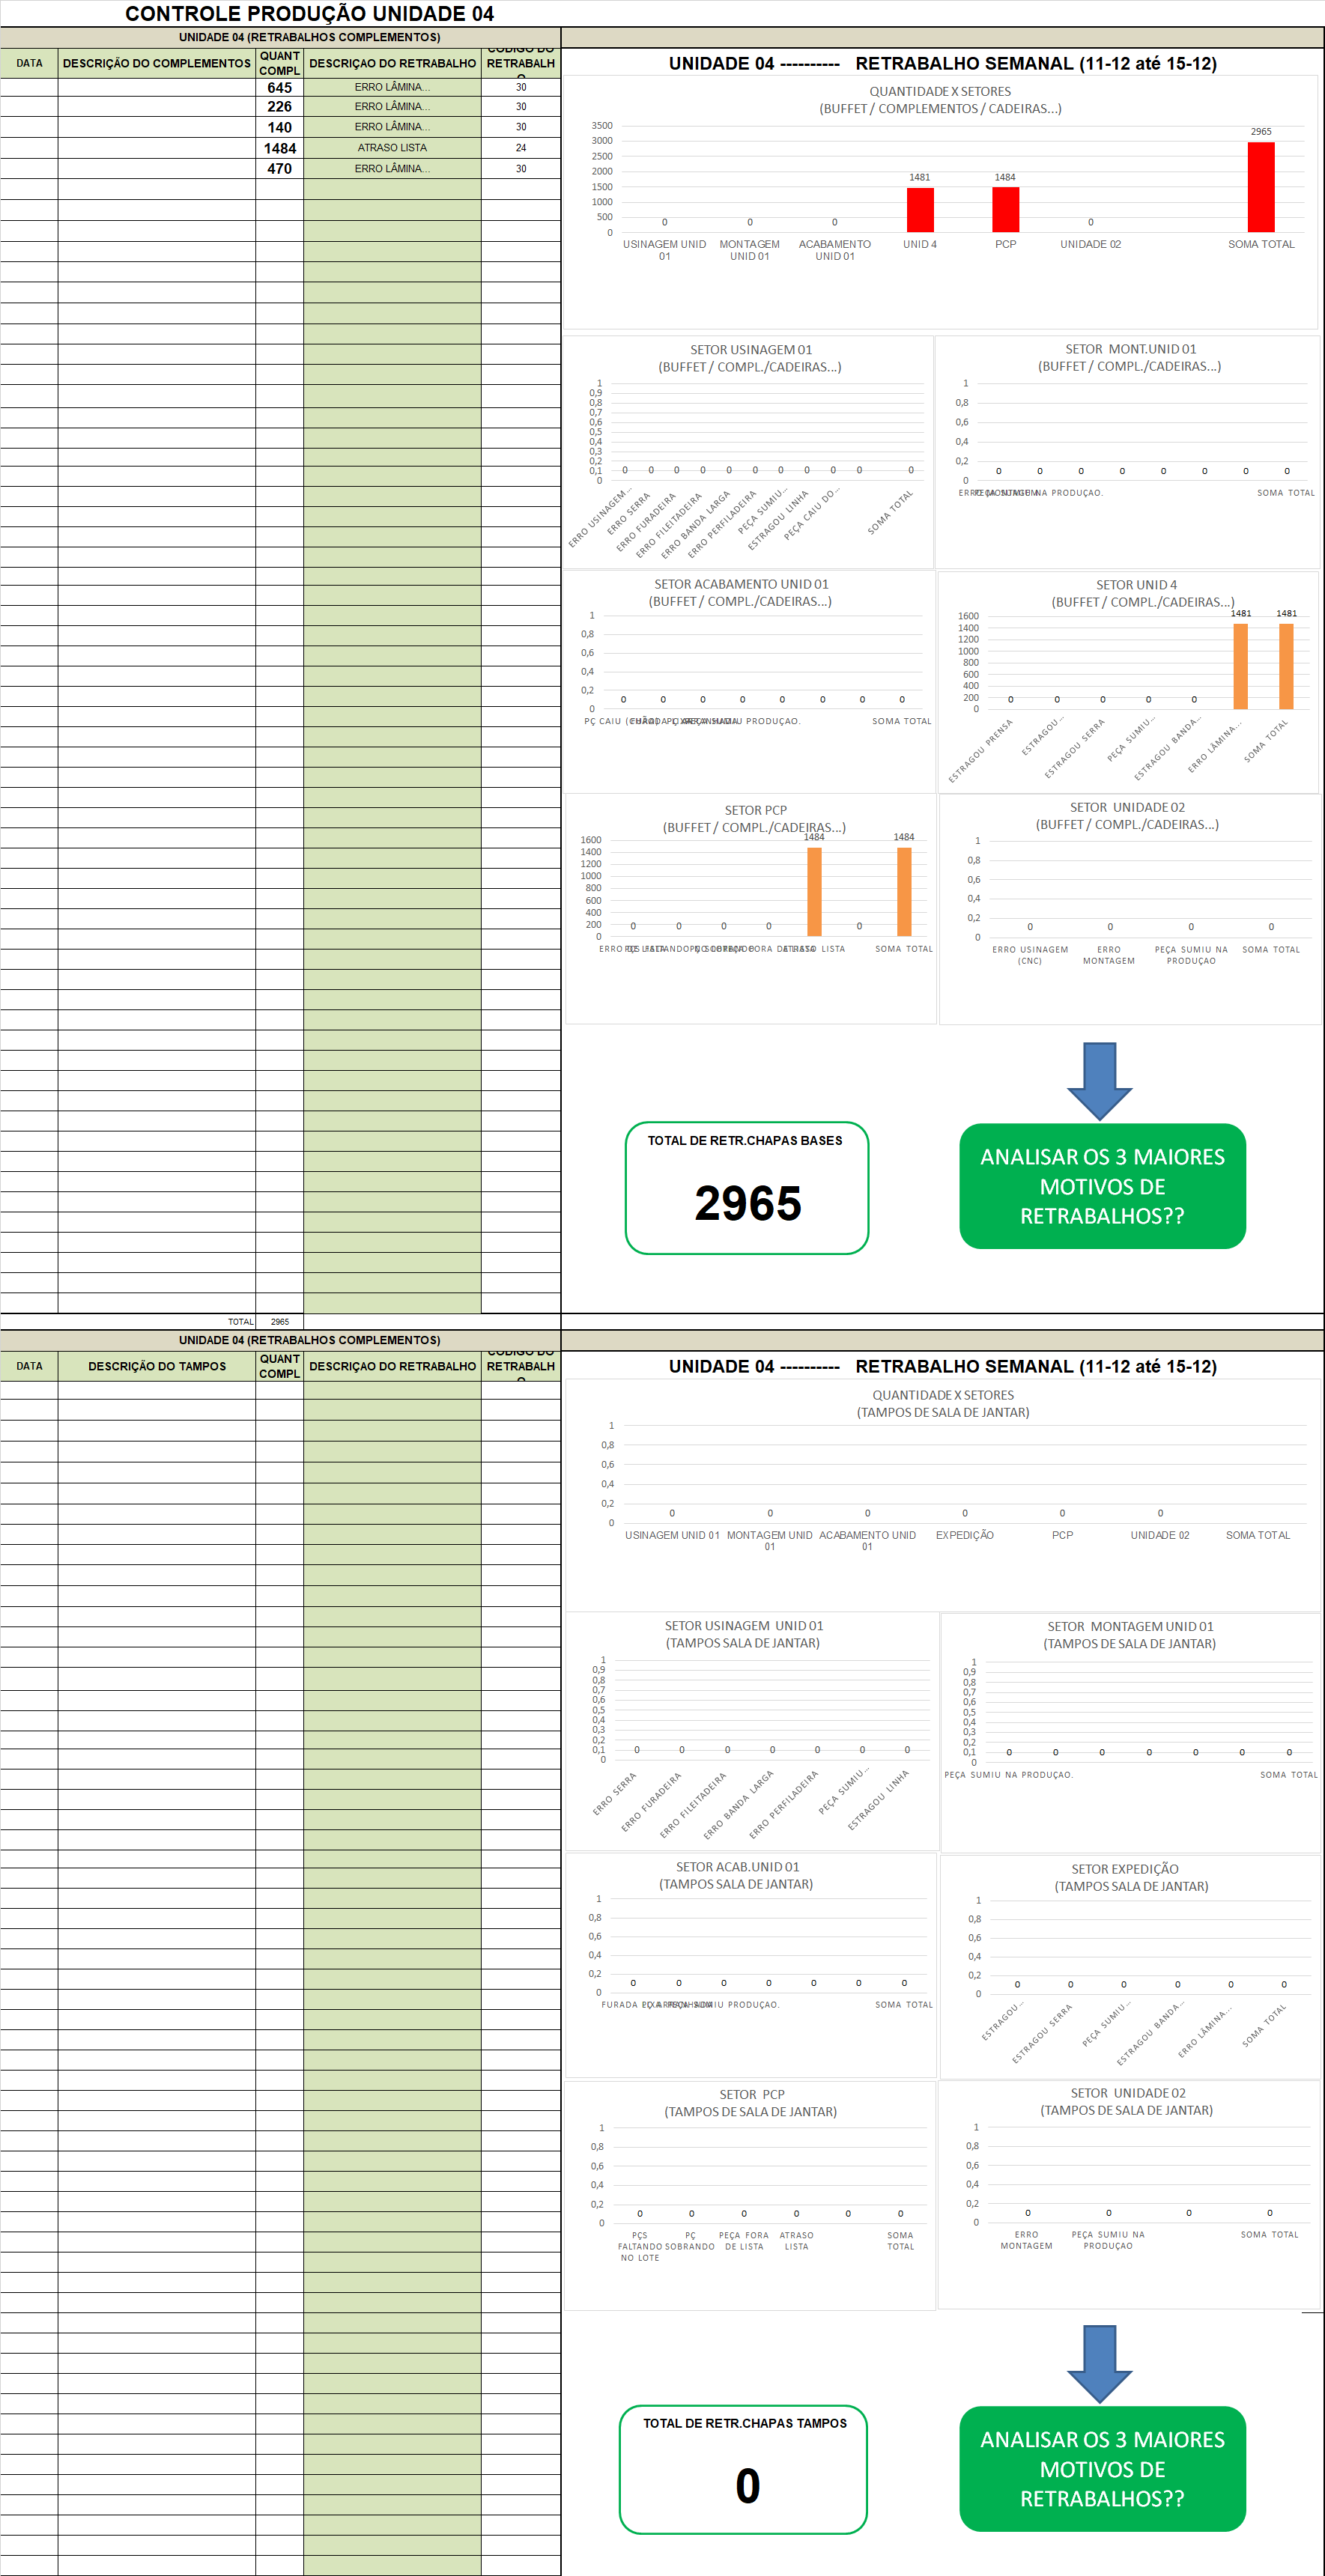 CONTROLE PRODUÇÃO UNIDADE 04
UNIDADE 04 (RETRABALHOS COMPLEMENTOS)
DATA
DESCRIÇÃO DO COMPLEMENTOS
QUANT COMPL
DESCRIÇAO DO RETRABALHO
CODIGO DO RETRABALHO
645 ERRO LÂMINA... 30
226 ERRO LÂMINA... 30
140 ERRO LÂMINA... 30
1484 ATRASO LISTA 24
470 ERRO LÂMINA... 30
TOTAL 2965
UNIDADE 04 ---------- RETRABALHO SEMANAL (11-12 até 15-12)
QUANTIDADE X SETORES
(BUFFET / COMPLEMENTOS / CADEIRAS...)
3500
3000
2500
2000
1500
1000
500
0
0 0 0 1481 1484 0 2965
USINAGEM UNID 01
MONTAGEM UNID 01
ACABAMENTO UNID 01
UNID 4
PCP
UNIDADE 02
SOMA TOTAL
SETOR USINAGEM 01
(BUFFET / COMPL./CADEIRAS...)
1
0,9
0,8
0,7
0,6
0,5
0,4
0,3
0,2
0,1
0
0 0 0 0 0 0 0 0 0 0 0
ERRO USINAGEM...
ERRO SERRA
ERRO FURADEIRA
ERRO FILEITADEIRA
ERRO BANDA LARGA
ERRO PERFILADEIRA
PEÇA SUMIU...
ESTRAGOU LINHA
PEÇA CAIU DO...
SOMA TOTAL
SETOR MONT.UNID 01
(BUFFET / COMPL./CADEIRAS...)
1
0,8
0,6
0,4
0,2
0
0 0 0 0 0 0 0 0
ERRO MONTAGEM
PEÇA SUMIU NA PRODUÇAO.
SOMA TOTAL
SETOR ACABAMENTO UNID 01
(BUFFET / COMPL./CADEIRAS...)
1
0,8
0,6
0,4
0,2
0
0 0 0 0 0 0 0 0
PÇ CAIU (CHÃO)
PEÇA SUMIU PRODUÇAO.
SOMA TOTAL
SETOR UNID 4
(BUFFET / COMPL./CADEIRAS...)
1600
1400
1200
1000
800
600
400
200
0
0 0 0 0 0 1481 1481
ESTRAGOU PRENSA
ESTRAGOU...
ESTRAGOU SERRA
PEÇA SUMIU...
ESTRAGOU BANDA...
ERRO LÂMINA...
SOMA TOTAL
SETOR PCP
(BUFFET / COMPL./CADEIRAS...)
1600
1400
1200
1000
800
600
400
200
0
0 0 0 0 1484 0 1484
ATRASO LISTA
SOMA TOTAL
SETOR UNIDADE 02
(BUFFET / COMPL./CADEIRAS...)
1
0,8
0,6
0,4
0,2
0
0 0 0 0
ERRO USINAGEM (CNC)
ERRO MONTAGEM
PEÇA SUMIU NA PRODUÇAO
SOMA TOTAL
TOTAL DE RETR.CHAPAS BASES
2965
ANALISAR OS 3 MAIORES
MOTIVOS DE
RETRABALHOS??
UNIDADE 04 (RETRABALHOS COMPLEMENTOS)
DATA
DESCRIÇÃO DO TAMPOS
QUANT COMPL
DESCRIÇAO DO RETRABALHO
CODIGO DO RETRABALHO
UNIDADE 04 ---------- RETRABALHO SEMANAL (11-12 até 15-12)
QUANTIDADE X SETORES
(TAMPOS DE SALA DE JANTAR)
1
0,8
0,6
0,4
0,2
0
0 0 0 0 0 0
USINAGEM UNID 01
MONTAGEM UNID 01
ACABAMENTO UNID 01
EXPEDIÇÃO
PCP
UNIDADE 02
SOMA TOTAL
SETOR USINAGEM UNID 01
(TAMPOS SALA DE JANTAR)
1
0,9
0,8
0,7
0,6
0,5
0,4
0,3
0,2
0,1
0
0 0 0 0 0 0 0
ERRO SERRA
ERRO FURADEIRA
ERRO FILEITADEIRA
ERRO BANDA LARGA
ERRO PERFILADEIRA
PEÇA SUMIU...
ESTRAGOU LINHA
SETOR MONTAGEM UNID 01
(TAMPOS DE SALA DE JANTAR)
1
0,9
0,8
0,7
0,6
0,5
0,4
0,3
0,2
0,1
0
0 0 0 0 0 0 0
PEÇA SUMIU NA PRODUÇAO.
SOMA TOTAL
SETOR ACAB.UNID 01
(TAMPOS SALA DE JANTAR)
1
0,8
0,6
0,4
0,2
0
0 0 0 0 0 0 0
FURADA LIXA
PÇ ARRANHADA
PEÇA SUMIU PRODUÇAO.
SOMA TOTAL
SETOR EXPEDIÇÃO
(TAMPOS SALA DE JANTAR)
1
0,8
0,6
0,4
0,2
0
0 0 0 0 0 0
ESTRAGOU...
ESTRAGOU SERRA
PEÇA SUMIU...
ESTRAGOU BANDA...
ERRO LÂMINA...
SOMA TOTAL
SETOR PCP
(TAMPOS DE SALA DE JANTAR)
1
0,8
0,6
0,4
0,2
0
0 0 0 0 0 0
PÇS FALTANDO NO LOTE
PÇ SOBRANDO
PEÇA FORA DE LISTA
ATRASO LISTA
SOMA TOTAL
SETOR UNIDADE 02
(TAMPOS DE SALA DE JANTAR)
1
0,8
0,6
0,4
0,2
0
0 0 0 0
ERRO MONTAGEM
PEÇA SUMIU NA PRODUÇAO
SOMA TOTAL
TOTAL DE RETR.CHAPAS TAMPOS
0
ANALISAR OS 3 MAIORES
MOTIVOS DE
RETRABALHOS??